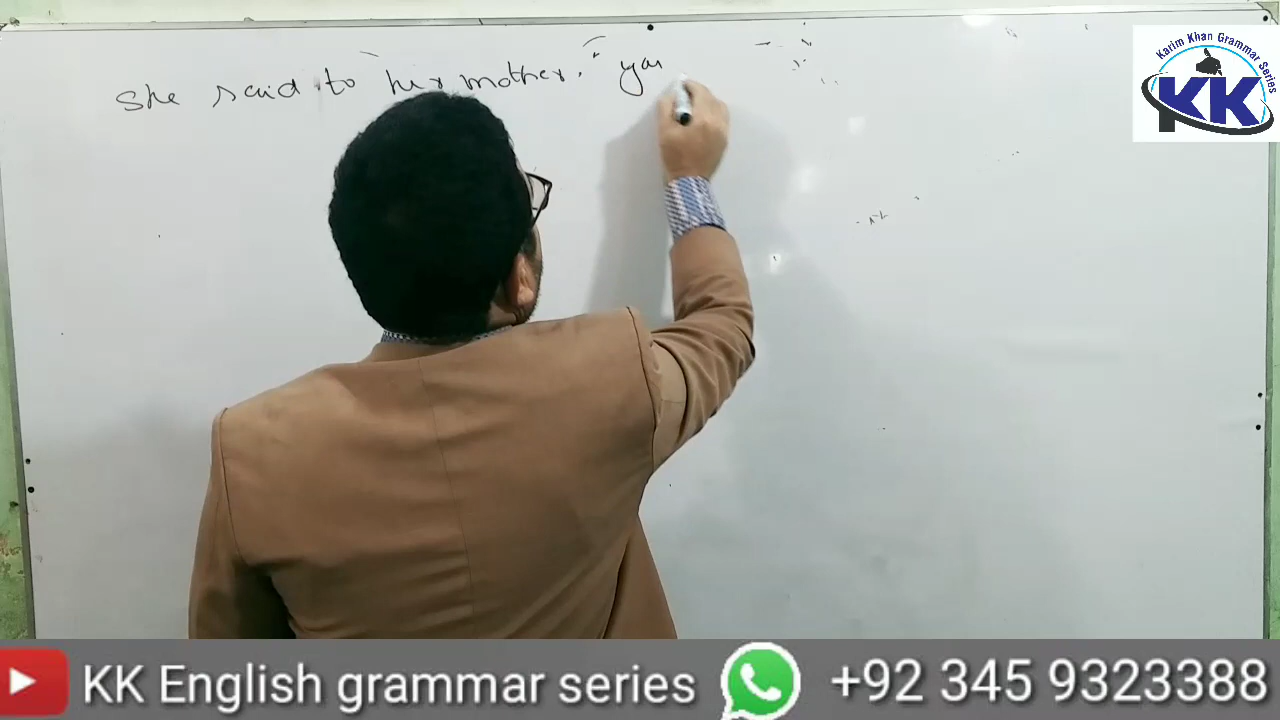 She said to her mother, " you
Karim Khan Grammar Series
KK
KK English grammar series +92 345 9323388